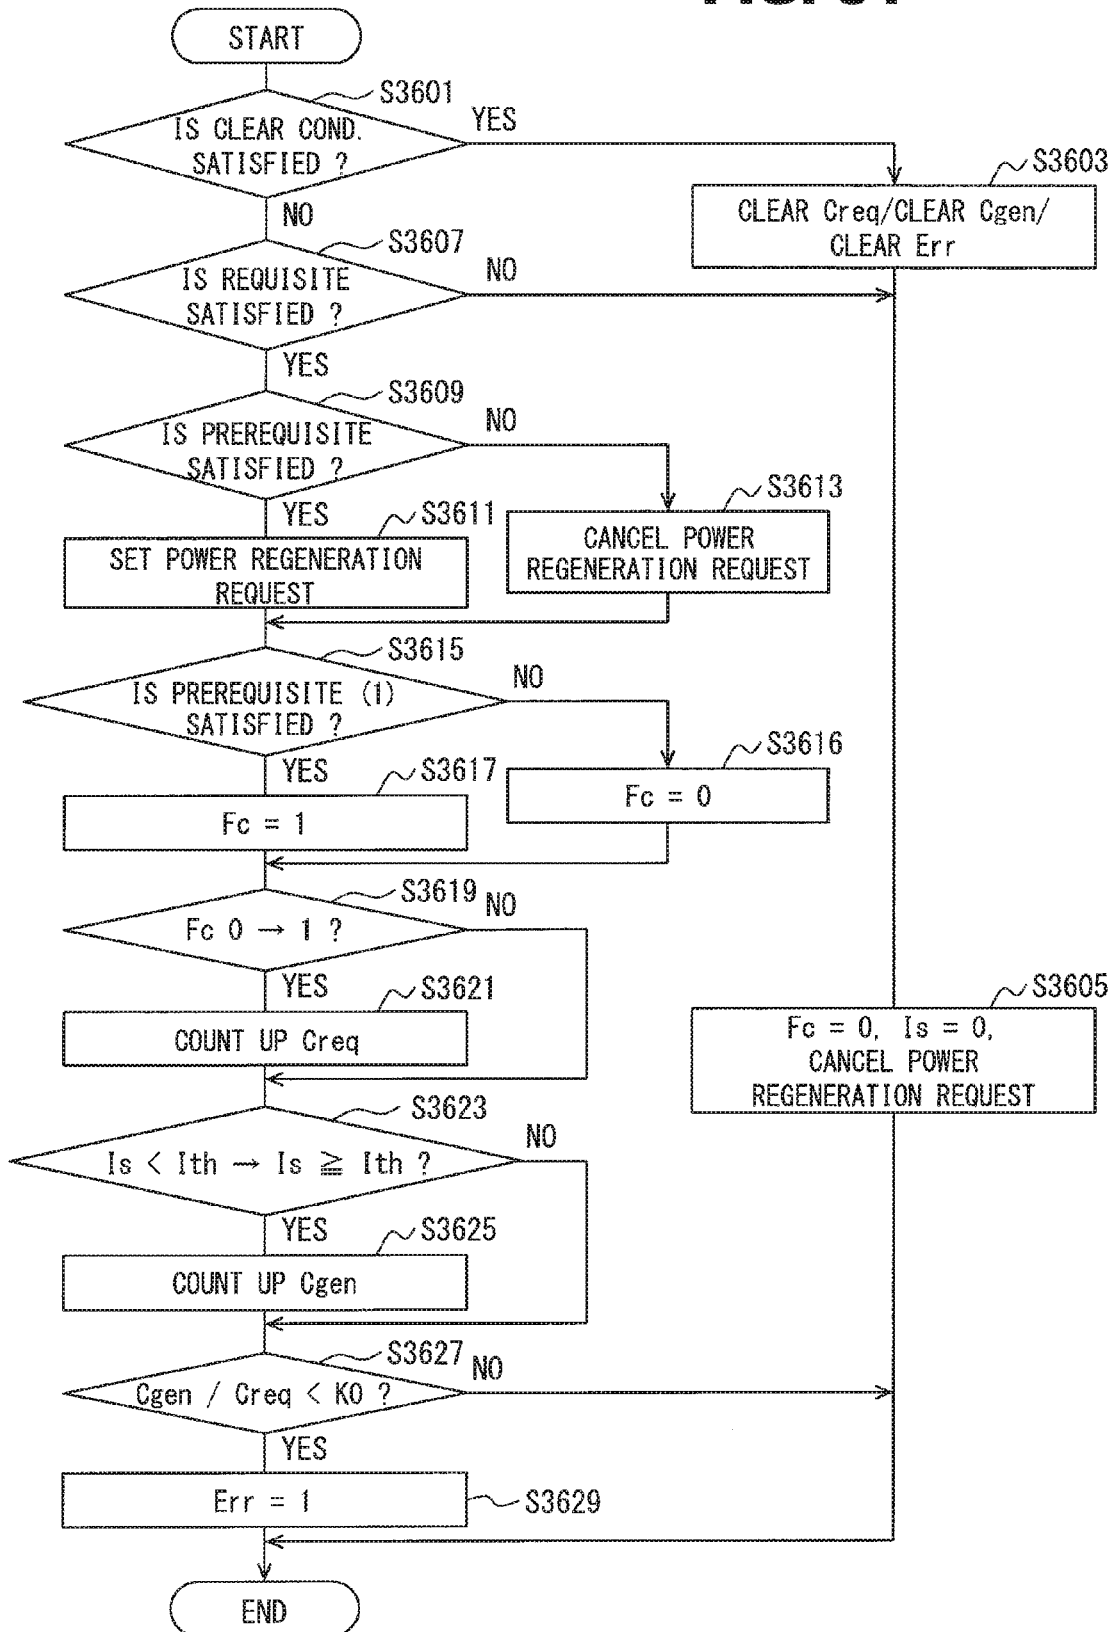 START
S3601
IS CLEAR COND.
SATISFIED ?
YES
NO
S3603
CLEAR Creq/CLEAR Cgen/
CLEAR Err
S3607
IS REQUISITE
SATISFIED ?
NO
YES
S3609
IS PREREQUISITE
SATISFIED ?
NO
YES
S3611
SET POWER REGENERATION
REQUEST
S3613
CANCEL POWER
REGENERATION REQUEST
S3615
IS PREREQUISITE (1)
SATISFIED ?
NO
YES
S3617
Fc = 1
S3616
Fc = 0
S3619
Fc 0 → 1 ?
NO
YES
S3621
COUNT UP Creq
S3605
Fc = 0, Is = 0,
CANCEL POWER
REGENERATION REQUEST
S3623
Is < Ith → Is ≧ Ith ?
NO
YES
S3625
COUNT UP Cgen
S3627
Cgen / Creq < K0 ?
NO
YES
Err = 1
S3629
END